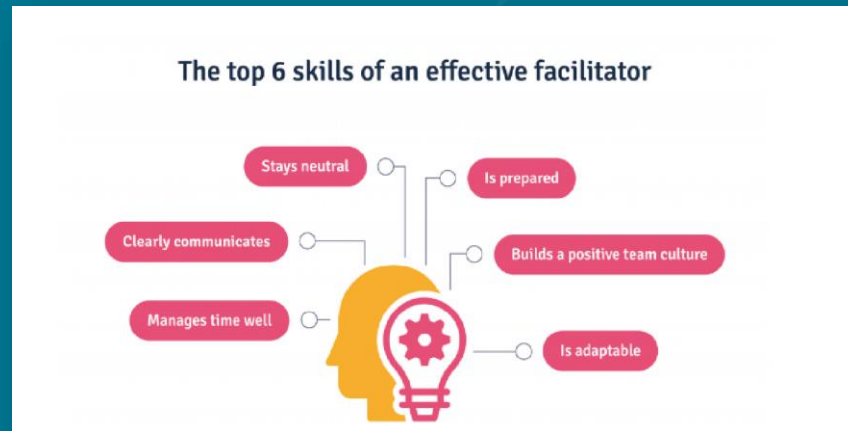 The top 6 skills of an effective facilitator
Stays neutral
Is prepared
Clearly communicates
Builds a positive team culture
Manages time well
Is adaptable